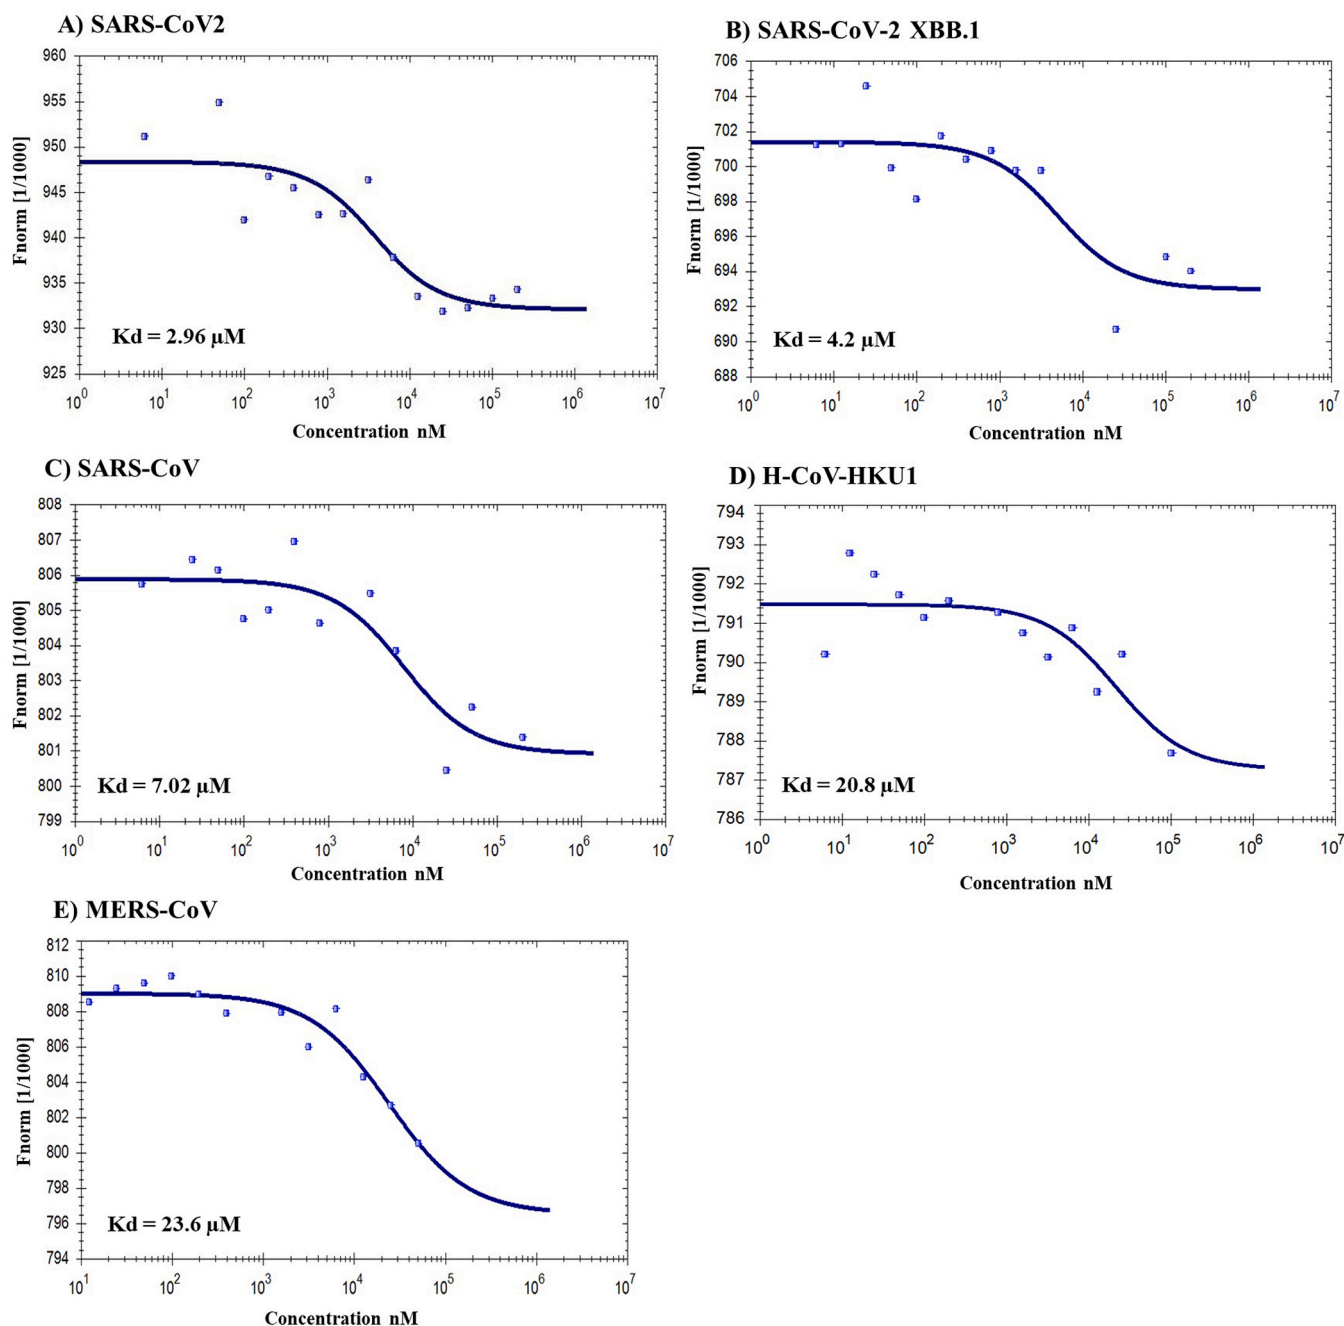 A) SARS-CoV2
960
955
950
945
940
935
930
925
Fnorm [1/1000]
Kd = 2.96 µM
10^0 10^1 10^2 10^3 10^4 10^5 10^6 10^7
Concentration nM
B) SARS-CoV-2 XBB.1
706
704
702
700
698
696
694
692
690
688
Fnorm [1/1000]
Kd = 4.2 µM
10^0 10^1 10^2 10^3 10^4 10^5 10^6 10^7
Concentration nM
C) SARS-CoV
808
807
806
805
804
803
802
801
800
799
Fnorm [1/1000]
Kd = 7.02 µM
10^0 10^1 10^2 10^3 10^4 10^5 10^6 10^7
Concentration nM
D) H-CoV-HKU1
794
793
792
791
790
789
788
787
786
Fnorm [1/1000]
Kd = 20.8 µM
10^0 10^1 10^2 10^3 10^4 10^5 10^6 10^7
Concentration nM
E) MERS-CoV
812
810
808
806
804
802
800
798
796
794
Fnorm [1/1000]
Kd = 23.6 µM
10^1 10^2 10^3 10^4 10^5 10^6 10^7
Concentration nM